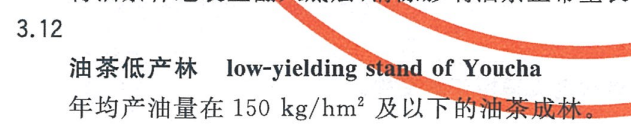 3.12
油茶低产林 low-yielding stand of Youcha
年均产油量在 150 kg/hm² 及以下的油茶成林。